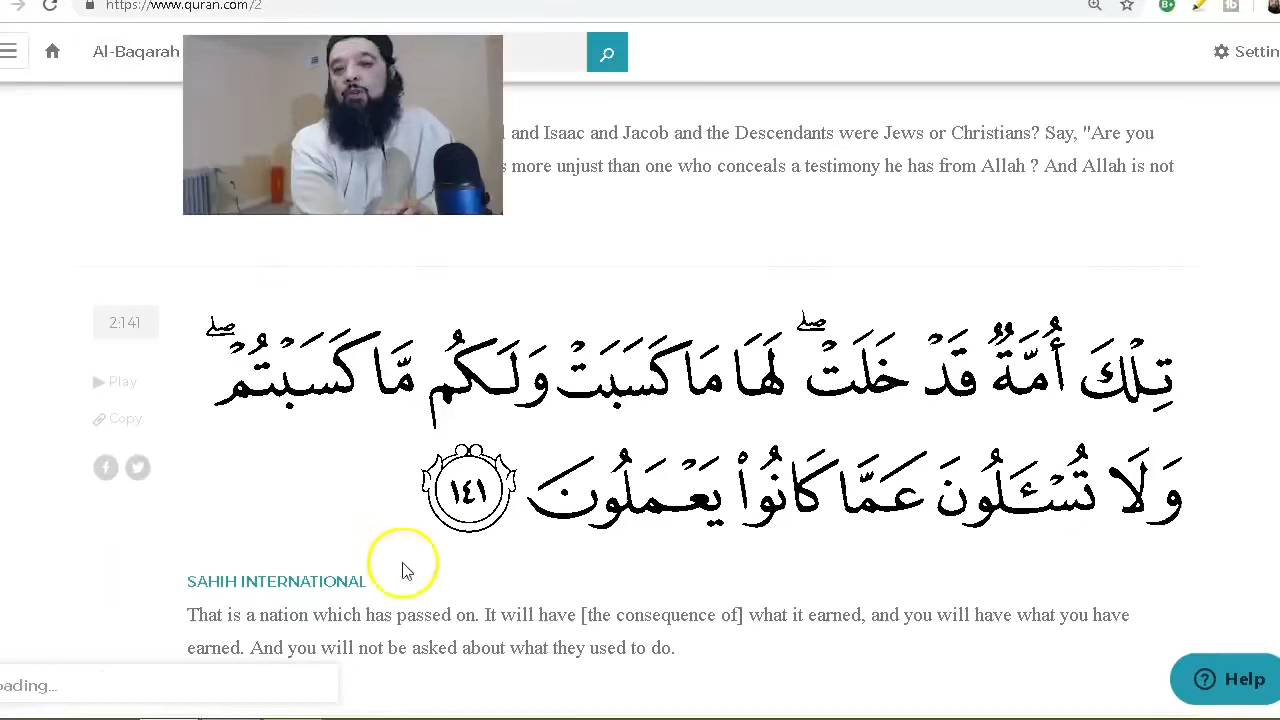 https://www.quran.com/2
Al-Baqarah
Settin
and Isaac and Jacob and the Descendants were Jews or Christians? Say, "Are you
more unjust than one who conceals a testimony he has from Allah ? And Allah is not
2:141
تِلْكَ أُمَّةٌ قَدْ خَلَتْ ۖ لَهَا مَا كَسَبَتْ وَلَكُم مَّا كَسَبْتُمْ ۖ
Play
Copy
وَلَا تُسْـَٔلُونَ عَمَّا كَانُوا۟ يَعْمَلُونَ ١٤١
SAHIH INTERNATIONAL
That is a nation which has passed on. It will have [the consequence of] what it earned, and you will have what you have
earned. And you will not be asked about what they used to do.
oading...
Help